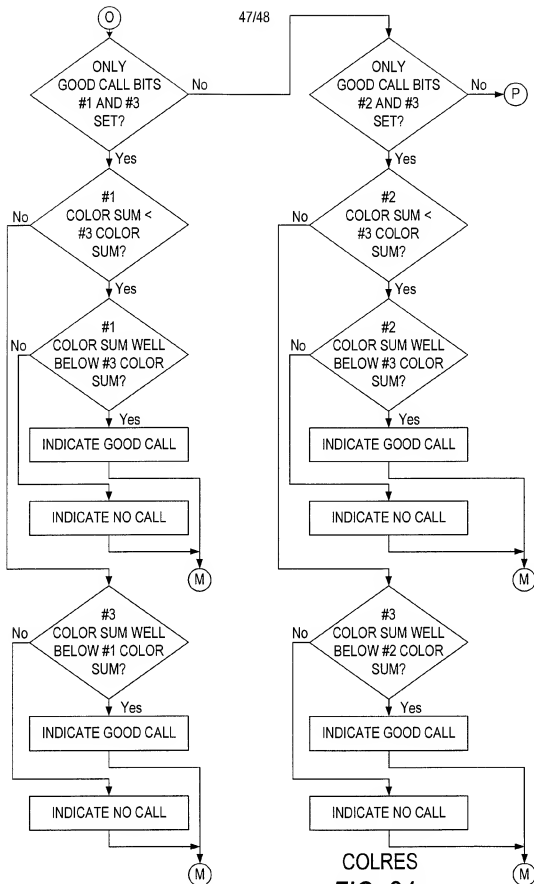 O
47/48
ONLY
GOOD CALL BITS
#1 AND #3
SET?
No
Yes
#1
COLOR SUM <
#3 COLOR
SUM?
No
Yes
#1
COLOR SUM WELL
BELOW #3 COLOR
SUM?
No
Yes
INDICATE GOOD CALL
INDICATE NO CALL
M
#3
COLOR SUM WELL
BELOW #1 COLOR
SUM?
No
Yes
INDICATE GOOD CALL
INDICATE NO CALL
M
ONLY
GOOD CALL BITS
#2 AND #3
SET?
No
P
Yes
#2
COLOR SUM <
#3 COLOR
SUM?
No
Yes
#2
COLOR SUM WELL
BELOW #3 COLOR
SUM?
No
Yes
INDICATE GOOD CALL
INDICATE NO CALL
M
#3
COLOR SUM WELL
BELOW #2 COLOR
SUM?
No
Yes
INDICATE GOOD CALL
INDICATE NO CALL
M
COLRES